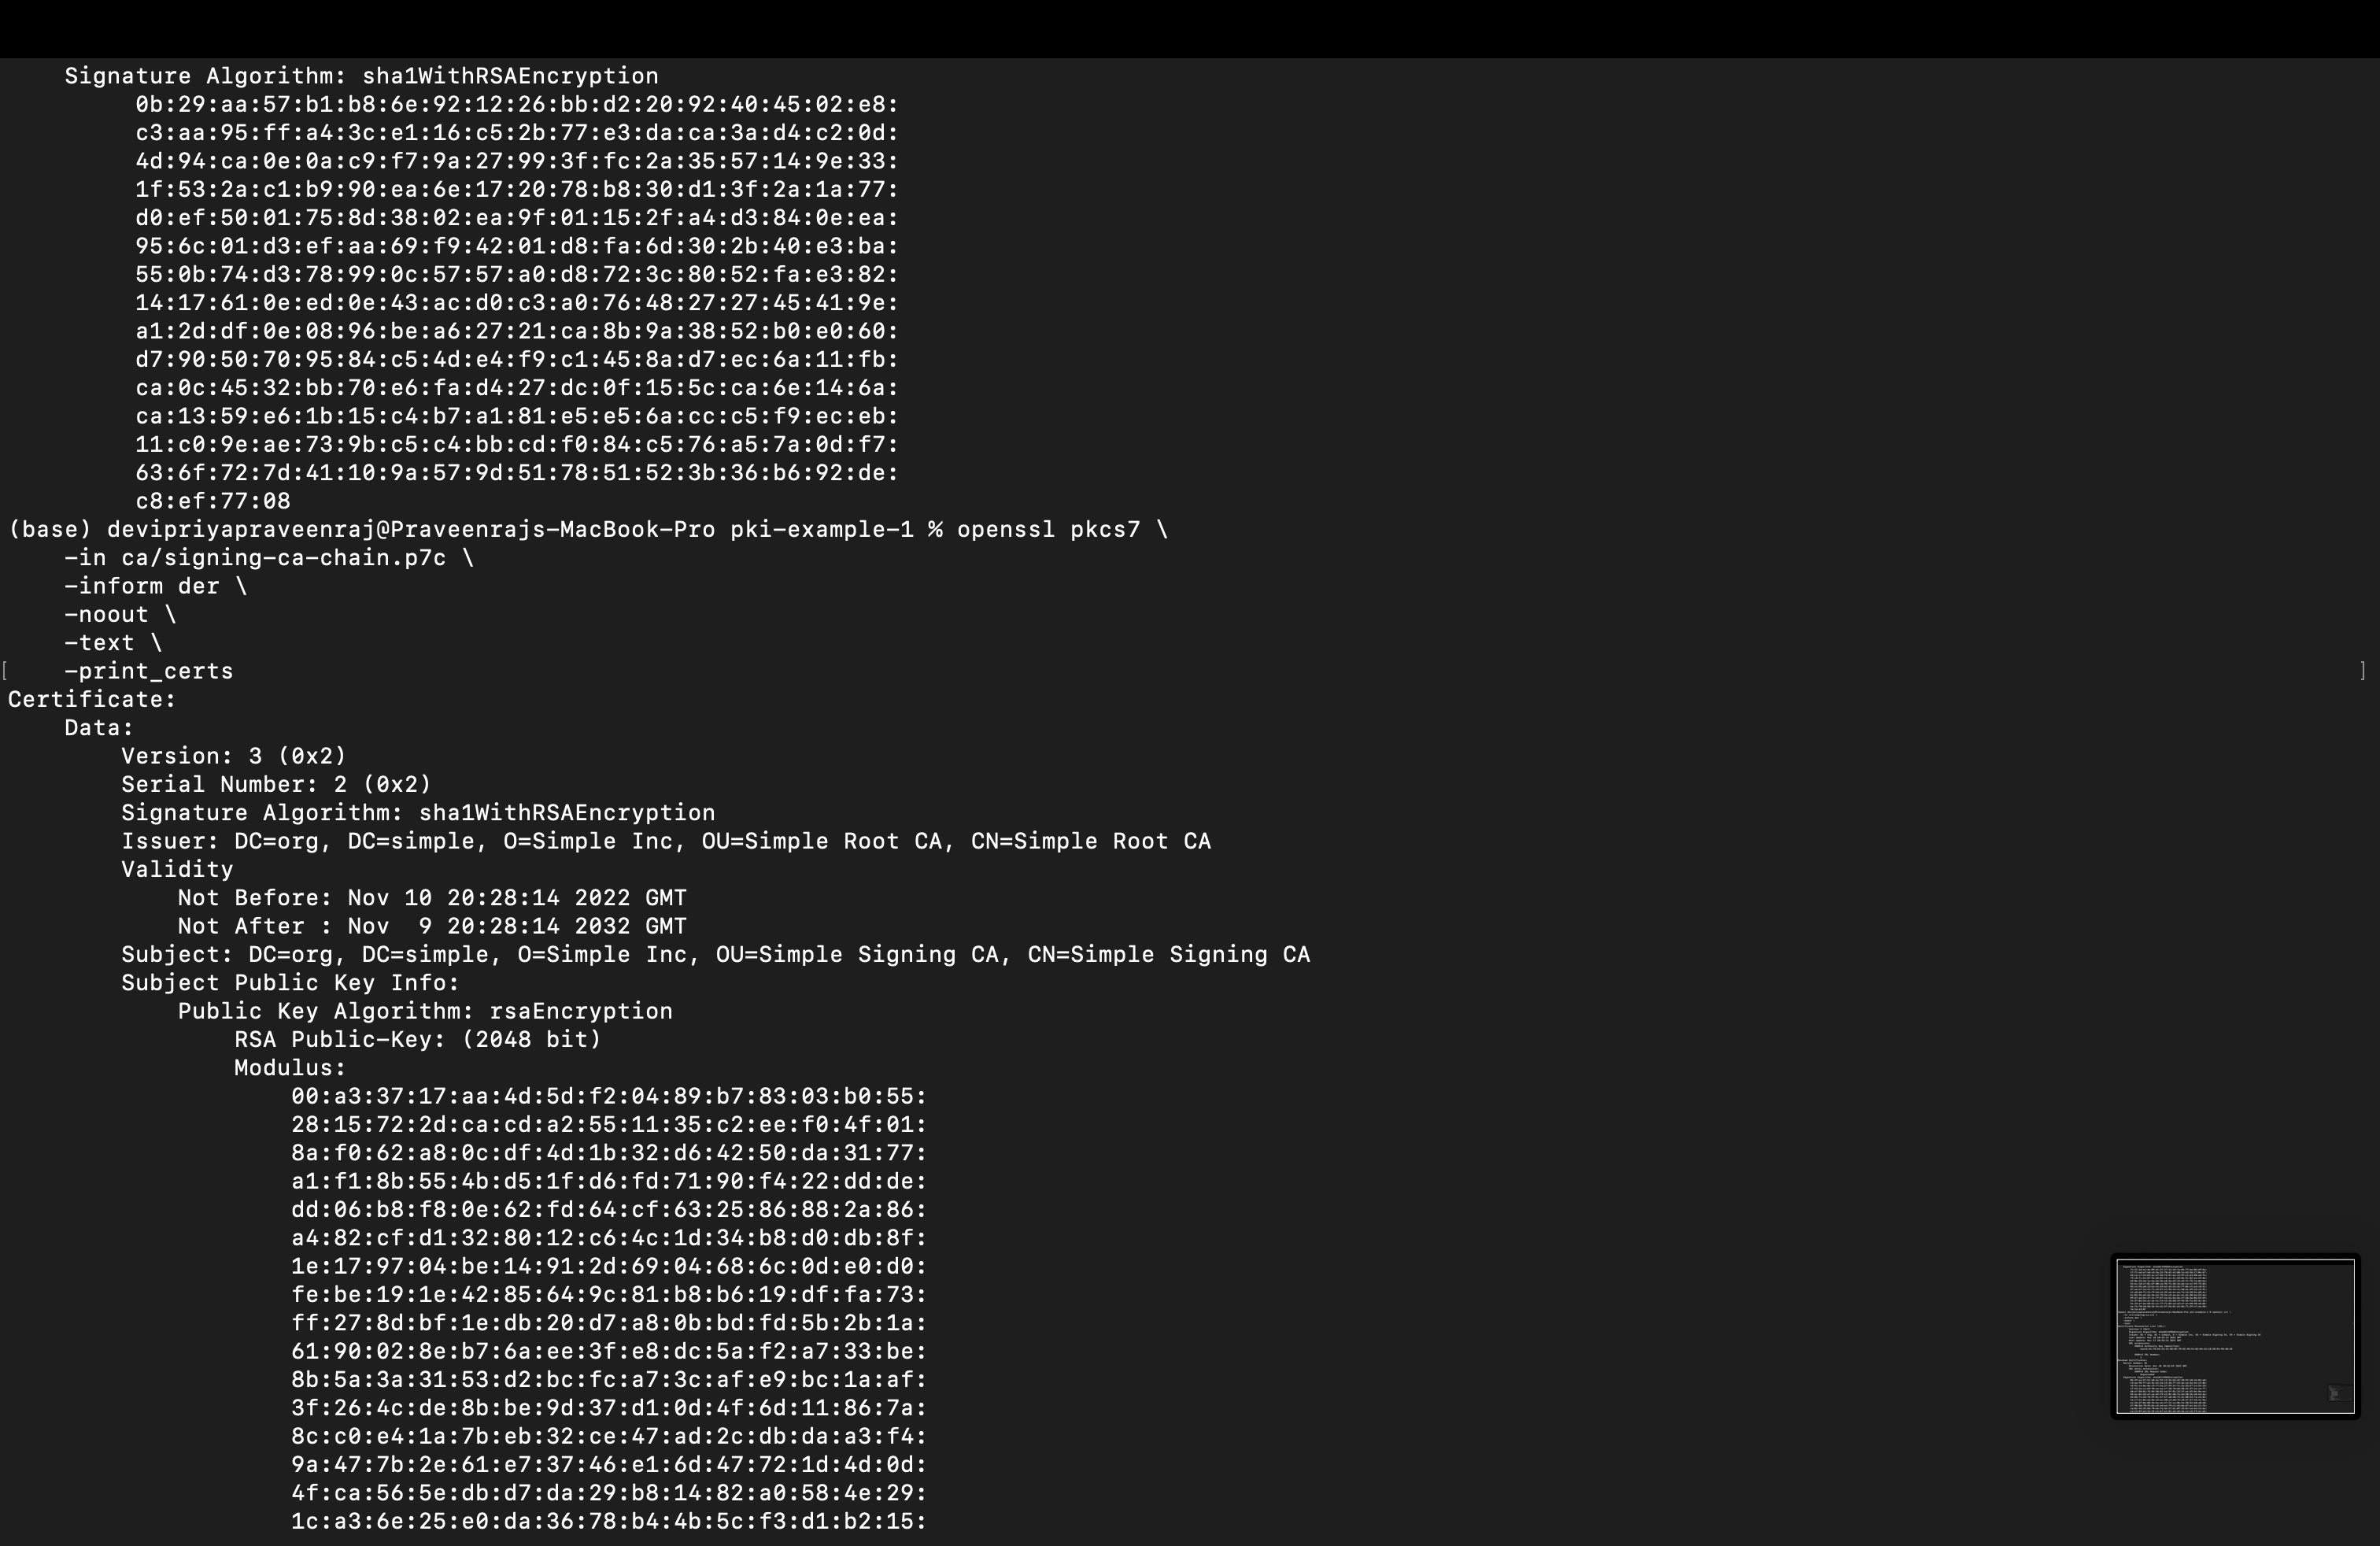 Signature Algorithm: sha1WithRSAEncryption
0b:29:aa:57:b1:b8:6e:92:12:26:bb:d2:20:92:40:45:02:e8:
c3:aa:95:ff:a4:3c:e1:16:c5:2b:77:e3:da:ca:3a:d4:c2:0d:
4d:94:ca:0e:0a:c9:f7:9a:27:99:3f:fc:2a:35:57:14:9e:33:
1f:53:2a:c1:b9:90:ea:6e:17:20:78:b8:30:d1:3f:2a:1a:77:
d0:ef:50:01:75:8d:38:02:ea:9f:01:15:2f:a4:d3:84:0e:ea:
95:6c:01:d3:ef:aa:69:f9:42:01:d8:fa:6d:30:2b:40:e3:ba:
55:0b:74:d3:78:99:0c:57:57:a0:d8:72:3c:80:52:fa:e3:82:
14:17:61:0e:ed:0e:43:ac:d0:c3:a0:76:48:27:27:45:41:9e:
a1:2d:df:0e:08:96:be:a6:27:21:ca:8b:9a:38:52:b0:e0:60:
d7:90:50:70:95:84:c5:4d:e4:f9:c1:45:8a:d7:ec:6a:11:fb:
ca:0c:45:32:bb:70:e6:fa:d4:27:dc:0f:15:5c:ca:6e:14:6a:
ca:13:59:e6:1b:15:c4:b7:a1:81:e5:e5:6a:cc:c5:f9:ec:eb:
11:c0:9e:ae:73:9b:c5:c4:bb:cd:f0:84:c5:76:a5:7a:0d:f7:
63:6f:72:7d:41:10:9a:57:9d:51:78:51:52:3b:36:b6:92:de:
c8:ef:77:08
(base) devipriyapraveenraj@Praveenrajs-MacBook-Pro pki-example-1 % openssl pkcs7 \
-in ca/signing-ca-chain.p7c \
-inform der \
-noout \
-text \
[ -print_certs ]
Certificate:
Data:
Version: 3 (0x2)
Serial Number: 2 (0x2)
Signature Algorithm: sha1WithRSAEncryption
Issuer: DC=org, DC=simple, O=Simple Inc, OU=Simple Root CA, CN=Simple Root CA
Validity
Not Before: Nov 10 20:28:14 2022 GMT
Not After : Nov  9 20:28:14 2032 GMT
Subject: DC=org, DC=simple, O=Simple Inc, OU=Simple Signing CA, CN=Simple Signing CA
Subject Public Key Info:
Public Key Algorithm: rsaEncryption
RSA Public-Key: (2048 bit)
Modulus:
00:a3:37:17:aa:4d:5d:f2:04:89:b7:83:03:b0:55:
28:15:72:2d:ca:cd:a2:55:11:35:c2:ee:f0:4f:01:
8a:f0:62:a8:0c:df:4d:1b:32:d6:42:50:da:31:77:
a1:f1:8b:55:4b:d5:1f:d6:fd:71:90:f4:22:dd:de:
dd:06:b8:f8:0e:62:fd:64:cf:63:25:86:88:2a:86:
a4:82:cf:d1:32:80:12:c6:4c:1d:34:b8:d0:db:8f:
1e:17:97:04:be:14:91:2d:69:04:68:6c:0d:e0:d0:
fe:be:19:1e:42:85:64:9c:81:b8:b6:19:df:fa:73:
ff:27:8d:bf:1e:db:20:d7:a8:0b:bd:fd:5b:2b:1a:
61:90:02:8e:b7:6a:ee:3f:e8:dc:5a:f2:a7:33:be:
8b:5a:3a:31:53:d2:bc:fc:a7:3c:af:e9:bc:1a:af:
3f:26:4c:de:8b:be:9d:37:d1:0d:4f:6d:11:86:7a:
8c:c0:e4:1a:7b:eb:32:ce:47:ad:2c:db:da:a3:f4:
9a:47:7b:2e:61:e7:37:46:e1:6d:47:72:1d:4d:0d:
4f:ca:56:5e:db:d7:da:29:b8:14:82:a0:58:4e:29:
1c:a3:6e:25:e0:da:36:78:b4:4b:5c:f3:d1:b2:15: